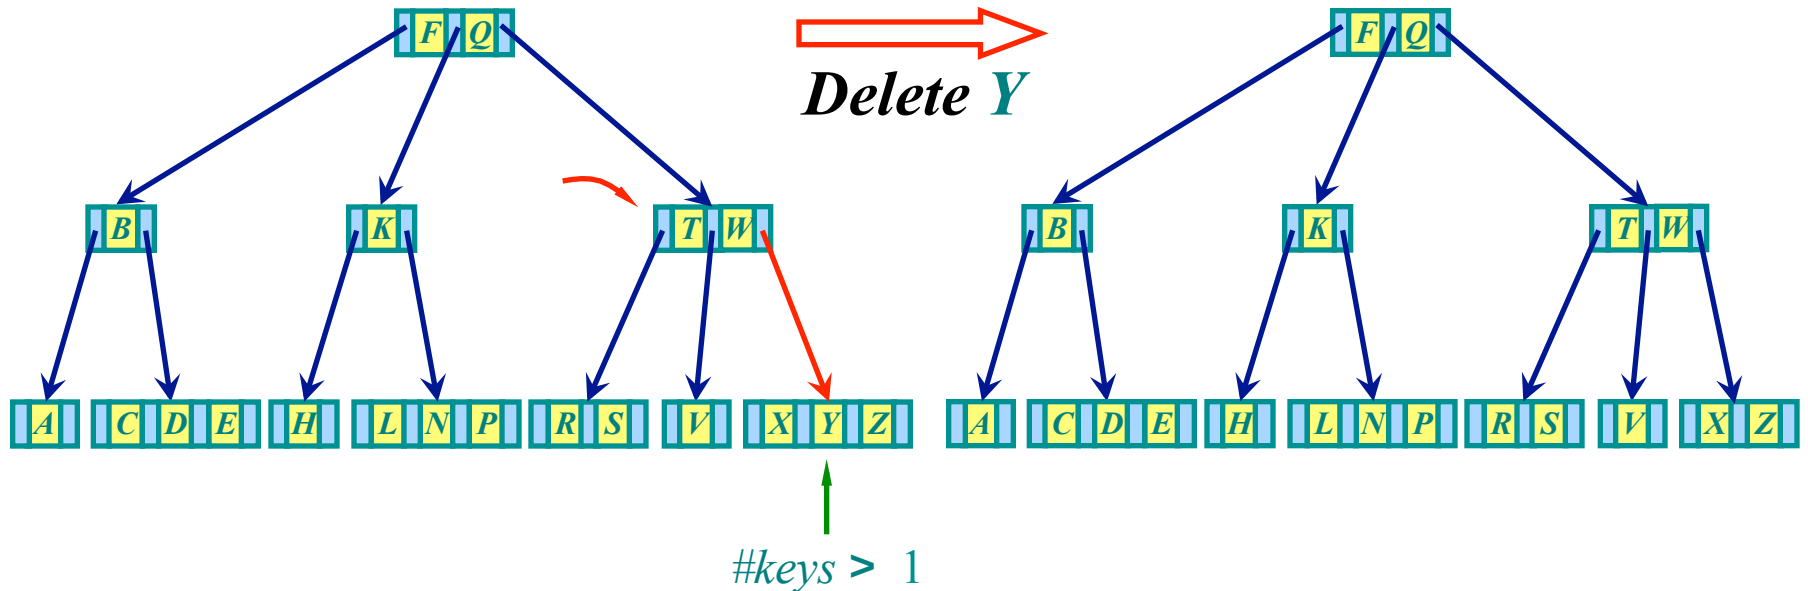 F Q F Q
Delete Y
B K T W B K T W
A C D E H L N P R S V X Y Z A C D E H L N P R S V X Z
#keys > 1